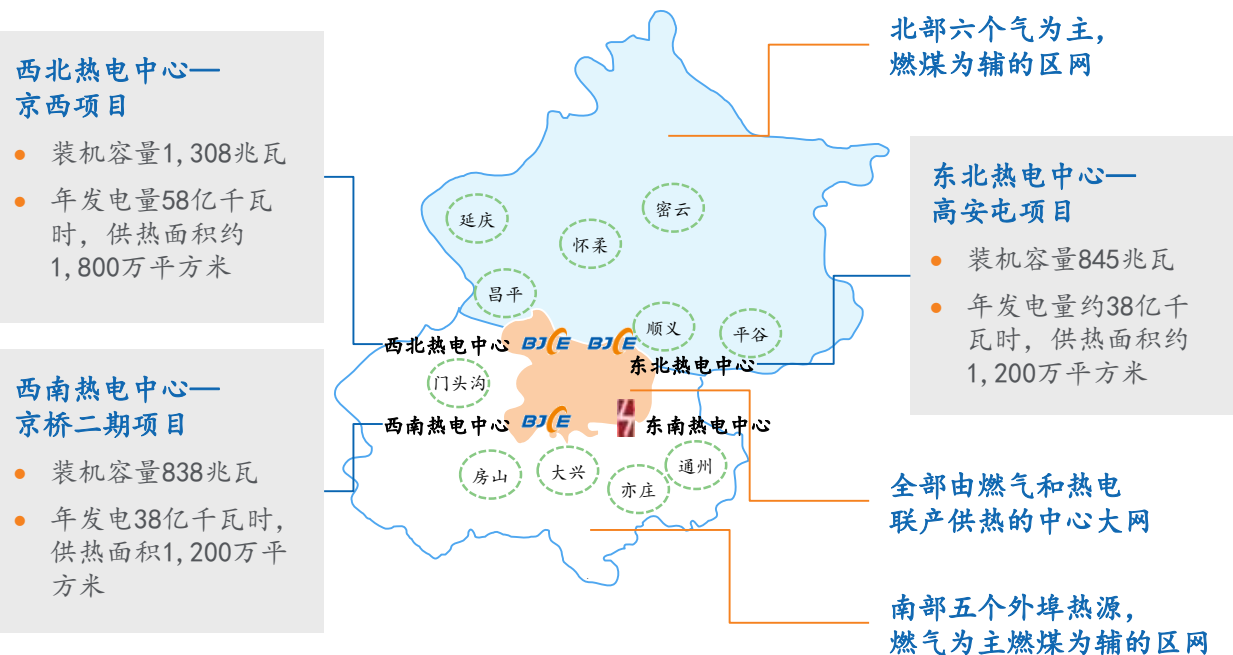 西北热电中心—
京西项目
装机容量1,308兆瓦
年发电量58亿千瓦
时，供热面积约
1,800万平方米
西南热电中心—
京桥二期项目
装机容量838兆瓦
年发电38亿千瓦时，
供热面积1,200万平
方米
延庆
怀柔
密云
昌平
顺义
平谷
西北热电中心
BJCE
BJCE
东北热电中心
门头沟
西南热电中心
BJCE
东南热电中心
房山
大兴
亦庄
通州
北部六个气为主，
燃煤为辅的区网
东北热电中心—
高安屯项目
装机容量845兆瓦
年发电量约38亿千
瓦时，供热面积约
1,200万平方米
全部由燃气和热电
联产供热的中心大网
南部五个外埠热源，
燃气为主燃煤为辅的区网